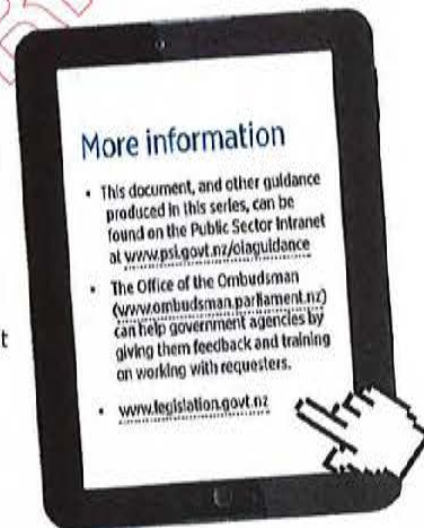 More information
• This document, and other guidance
produced in this series, can be
found on the Public Sector Intranet
at www.psi.govt.nz/oiaguidance
• The Office of the Ombudsman
(www.ombudsman.parliament.nz)
can help government agencies by
giving them feedback and training
on working with requesters.
• www.legislation.govt.nz